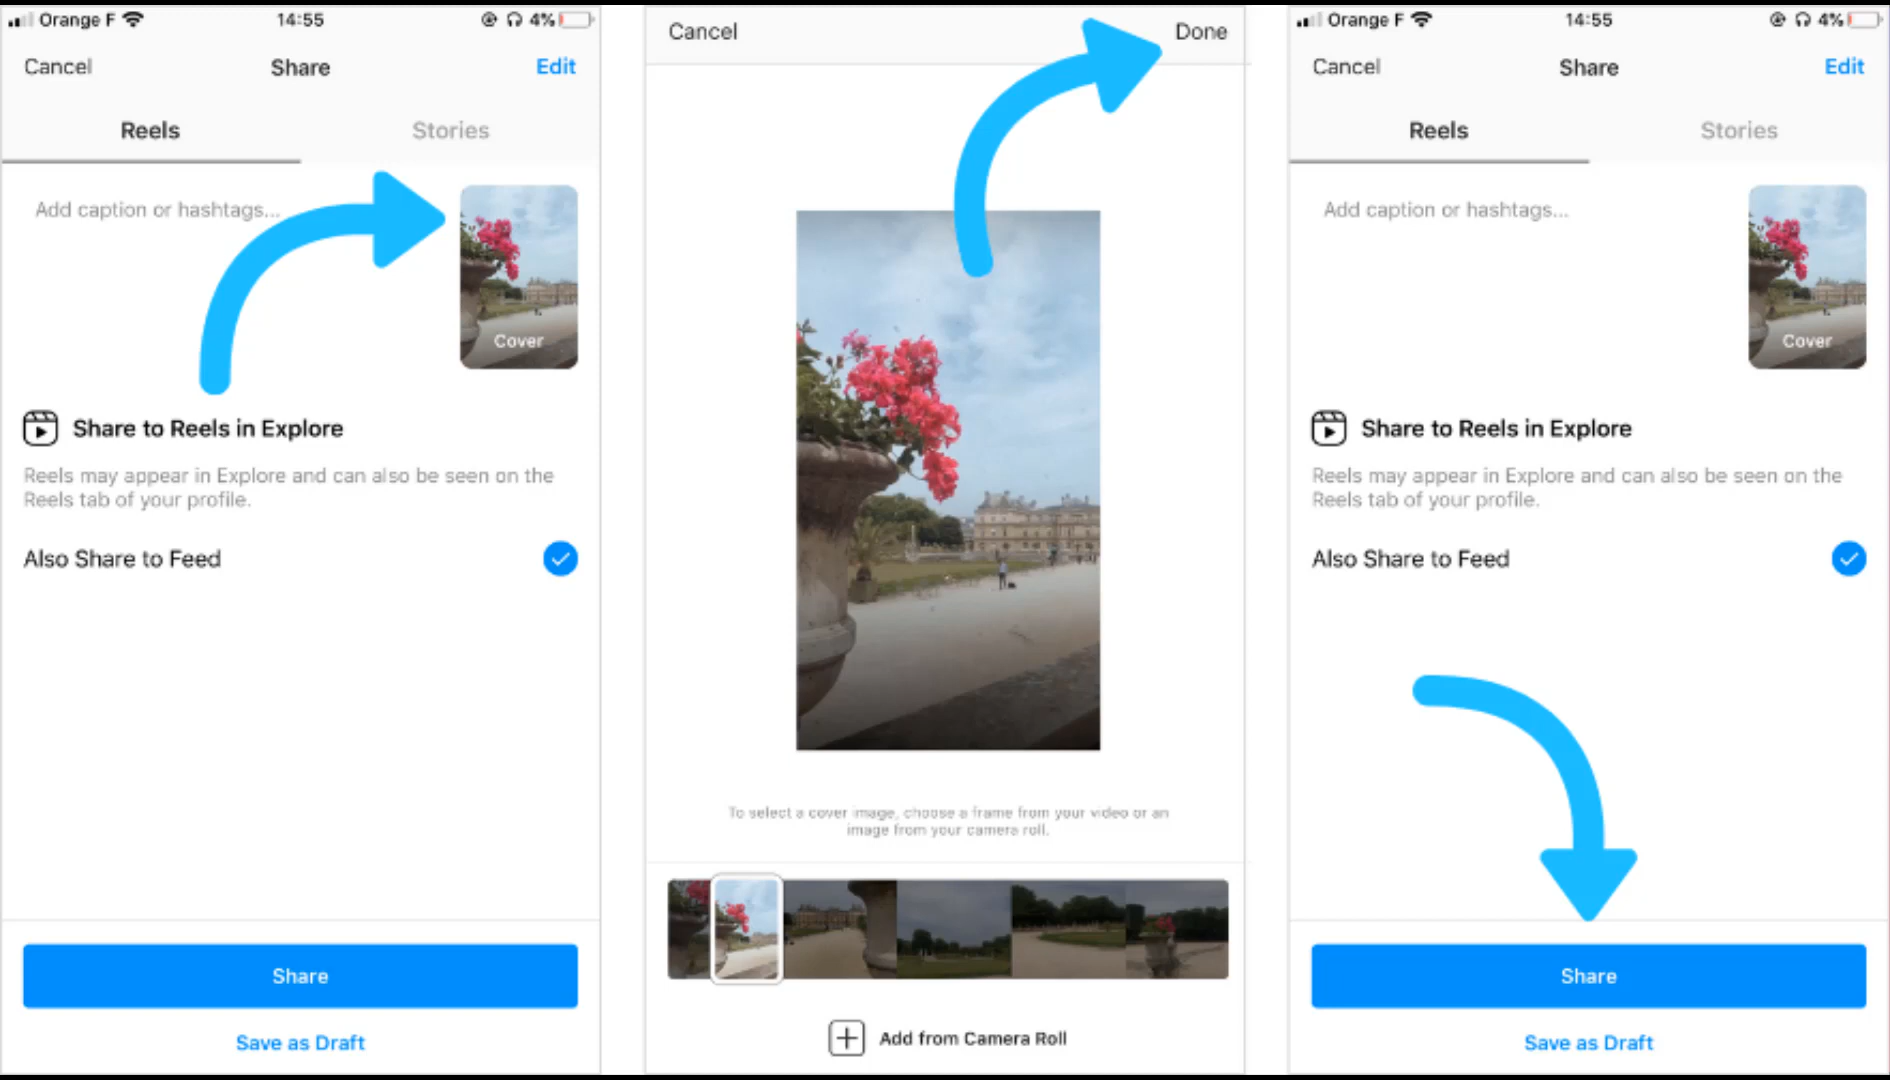 Orange F 14:55 4%
Cancel Share Edit
Reels Stories
Add caption or hashtags...
Cover
Share to Reels in Explore
Reels may appear in Explore and can also be seen on the
Reels tab of your profile.
Also Share to Feed
Share
Save as Draft
Cancel Done
To select a cover image, choose a frame from your video or an
image from your camera roll.
Add from Camera Roll
Orange F 14:55 4%
Cancel Share Edit
Reels Stories
Add caption or hashtags...
Cover
Share to Reels in Explore
Reels may appear in Explore and can also be seen on the
Reels tab of your profile.
Also Share to Feed
Share
Save as Draft